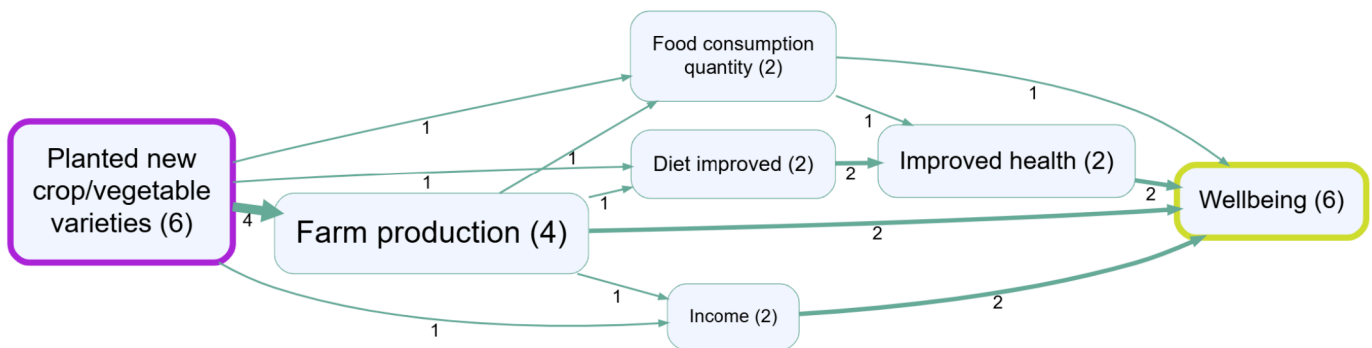 Planted new
crop/vegetable
varieties (6)
1
1
1
4
1
Farm production (4)
1
1
1
2
Food consumption
quantity (2)
Diet improved (2)
Income (2)
1
1
2
2
Improved health (2)
2
Wellbeing (6)